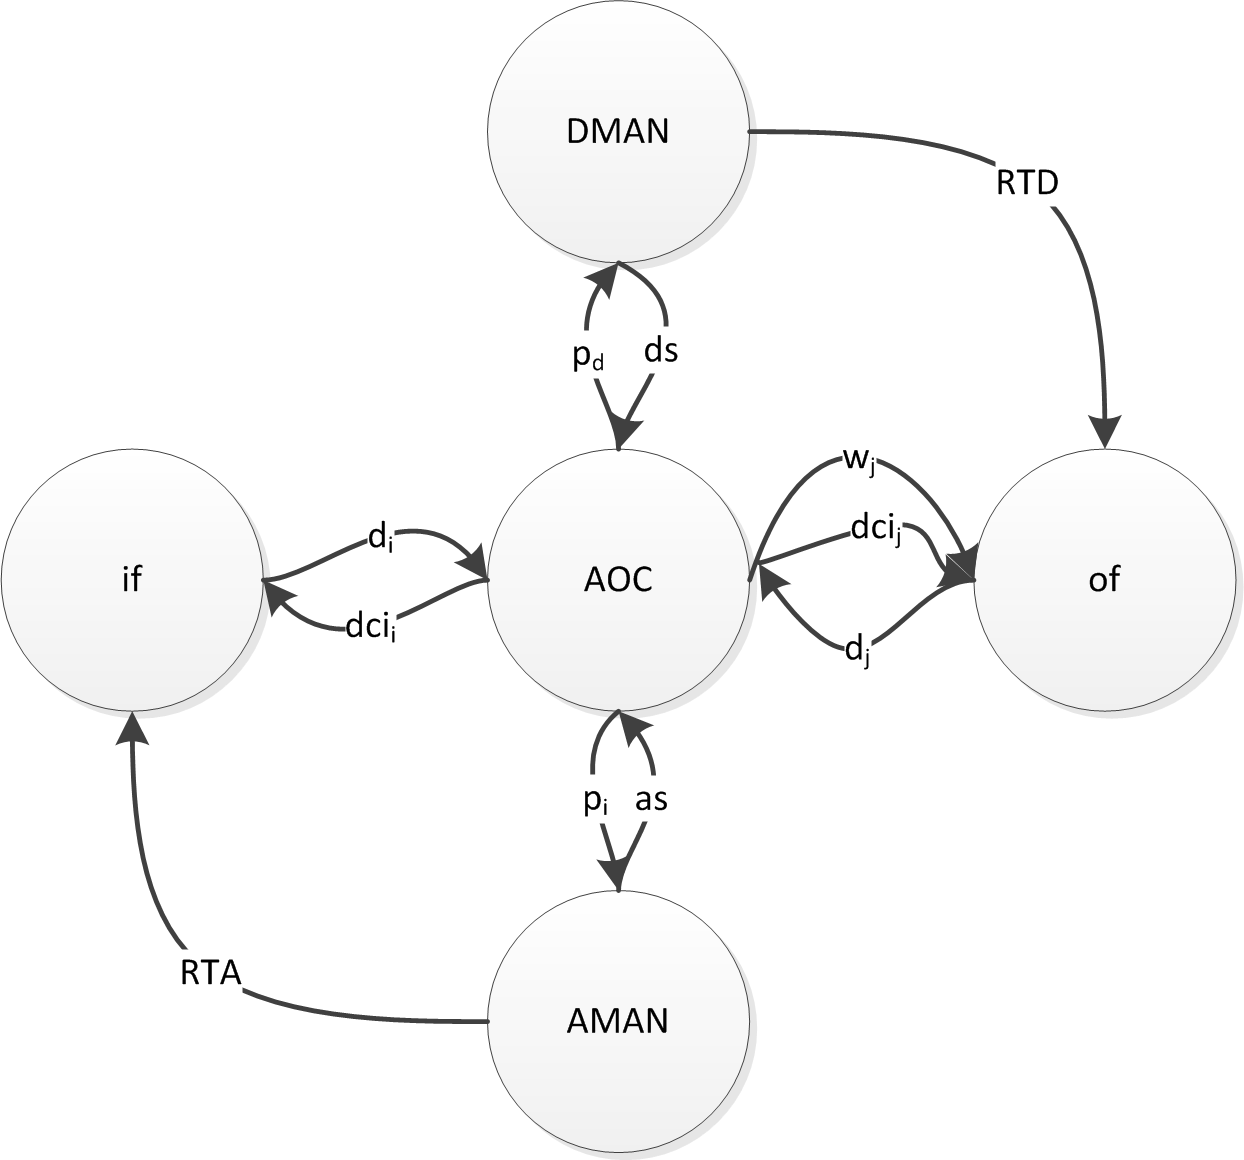 DMAN
RTD
p_d ds
w_j
dci_j
d_i
if AOC of
dci_i
d_j
p_i as
RTA
AMAN